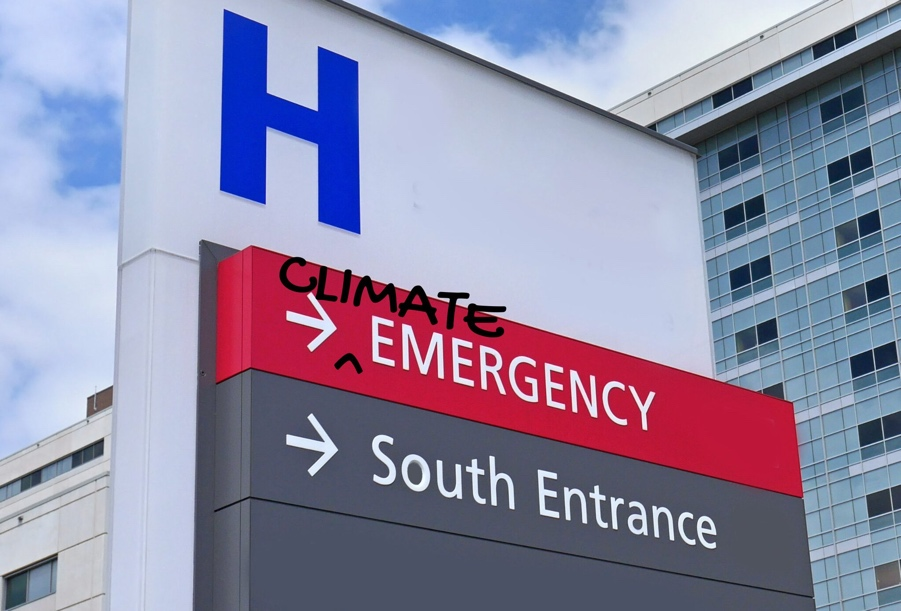 H
CLIMATE
→ ^ EMERGENCY
→ South Entrance